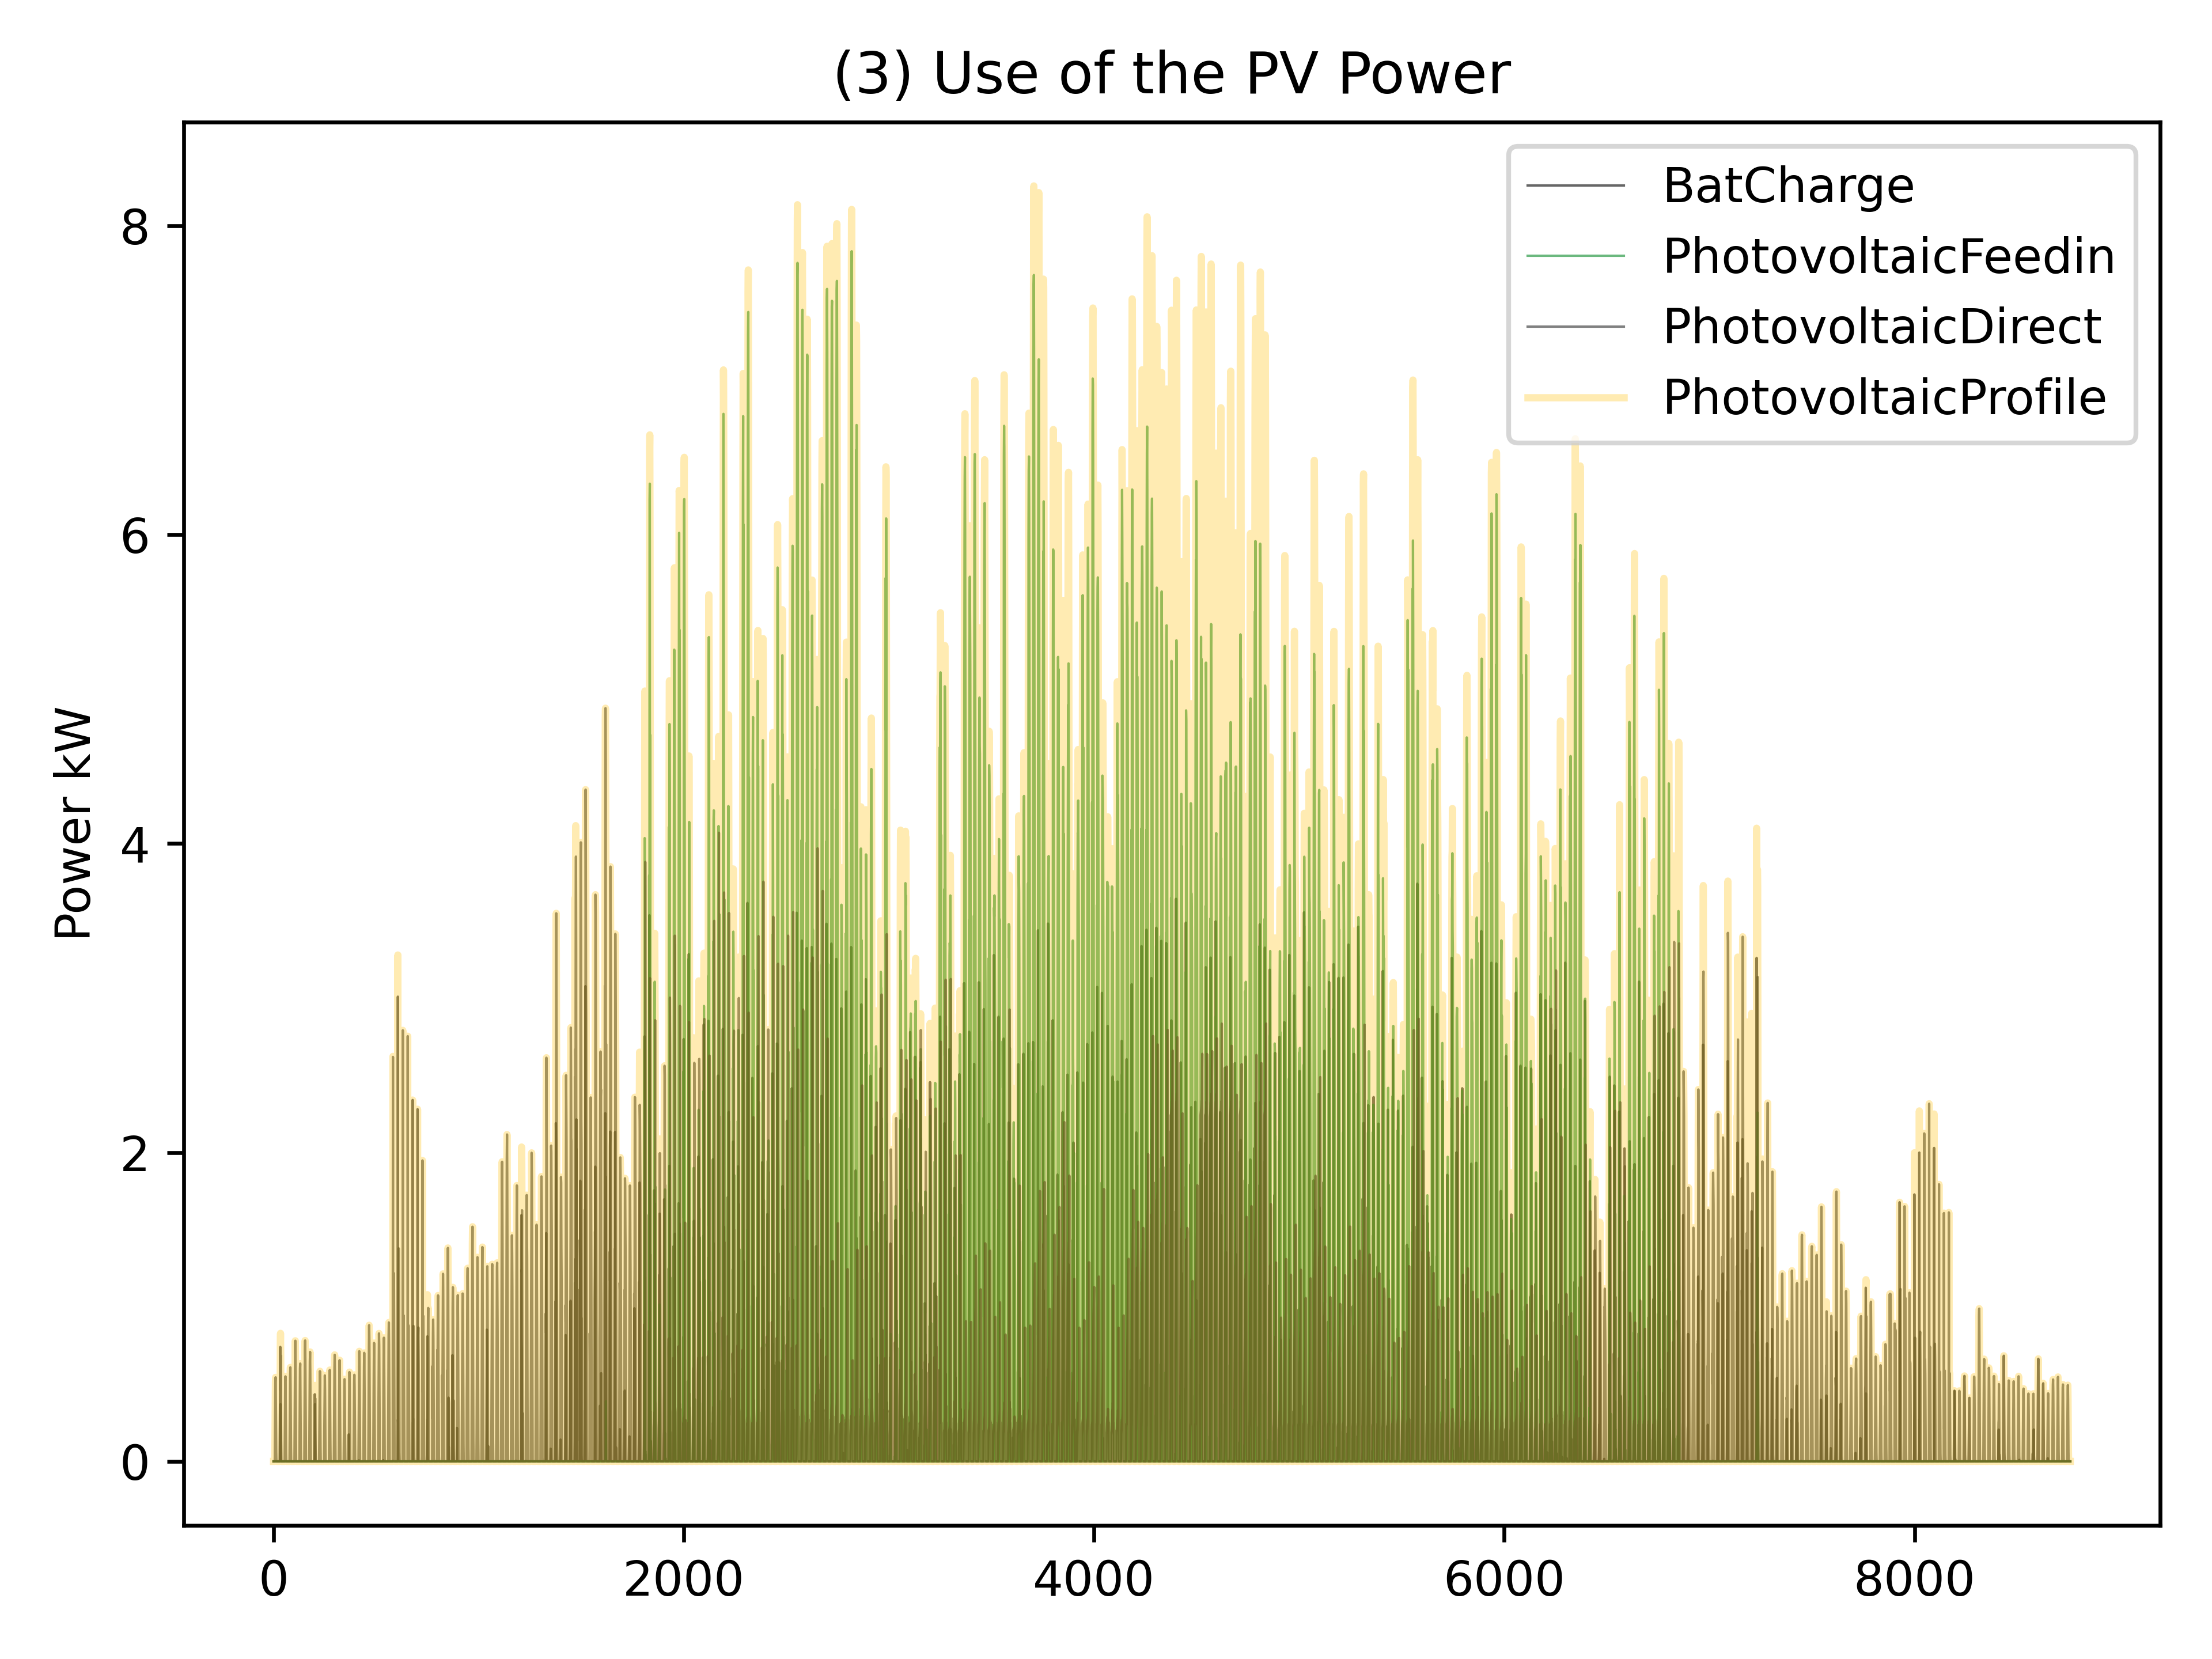 (3) Use of the PV Power
BatCharge
PhotovoltaicFeedin
PhotovoltaicDirect
PhotovoltaicProfile
Power kW
8
6
4
2
0
0 2000 4000 6000 8000